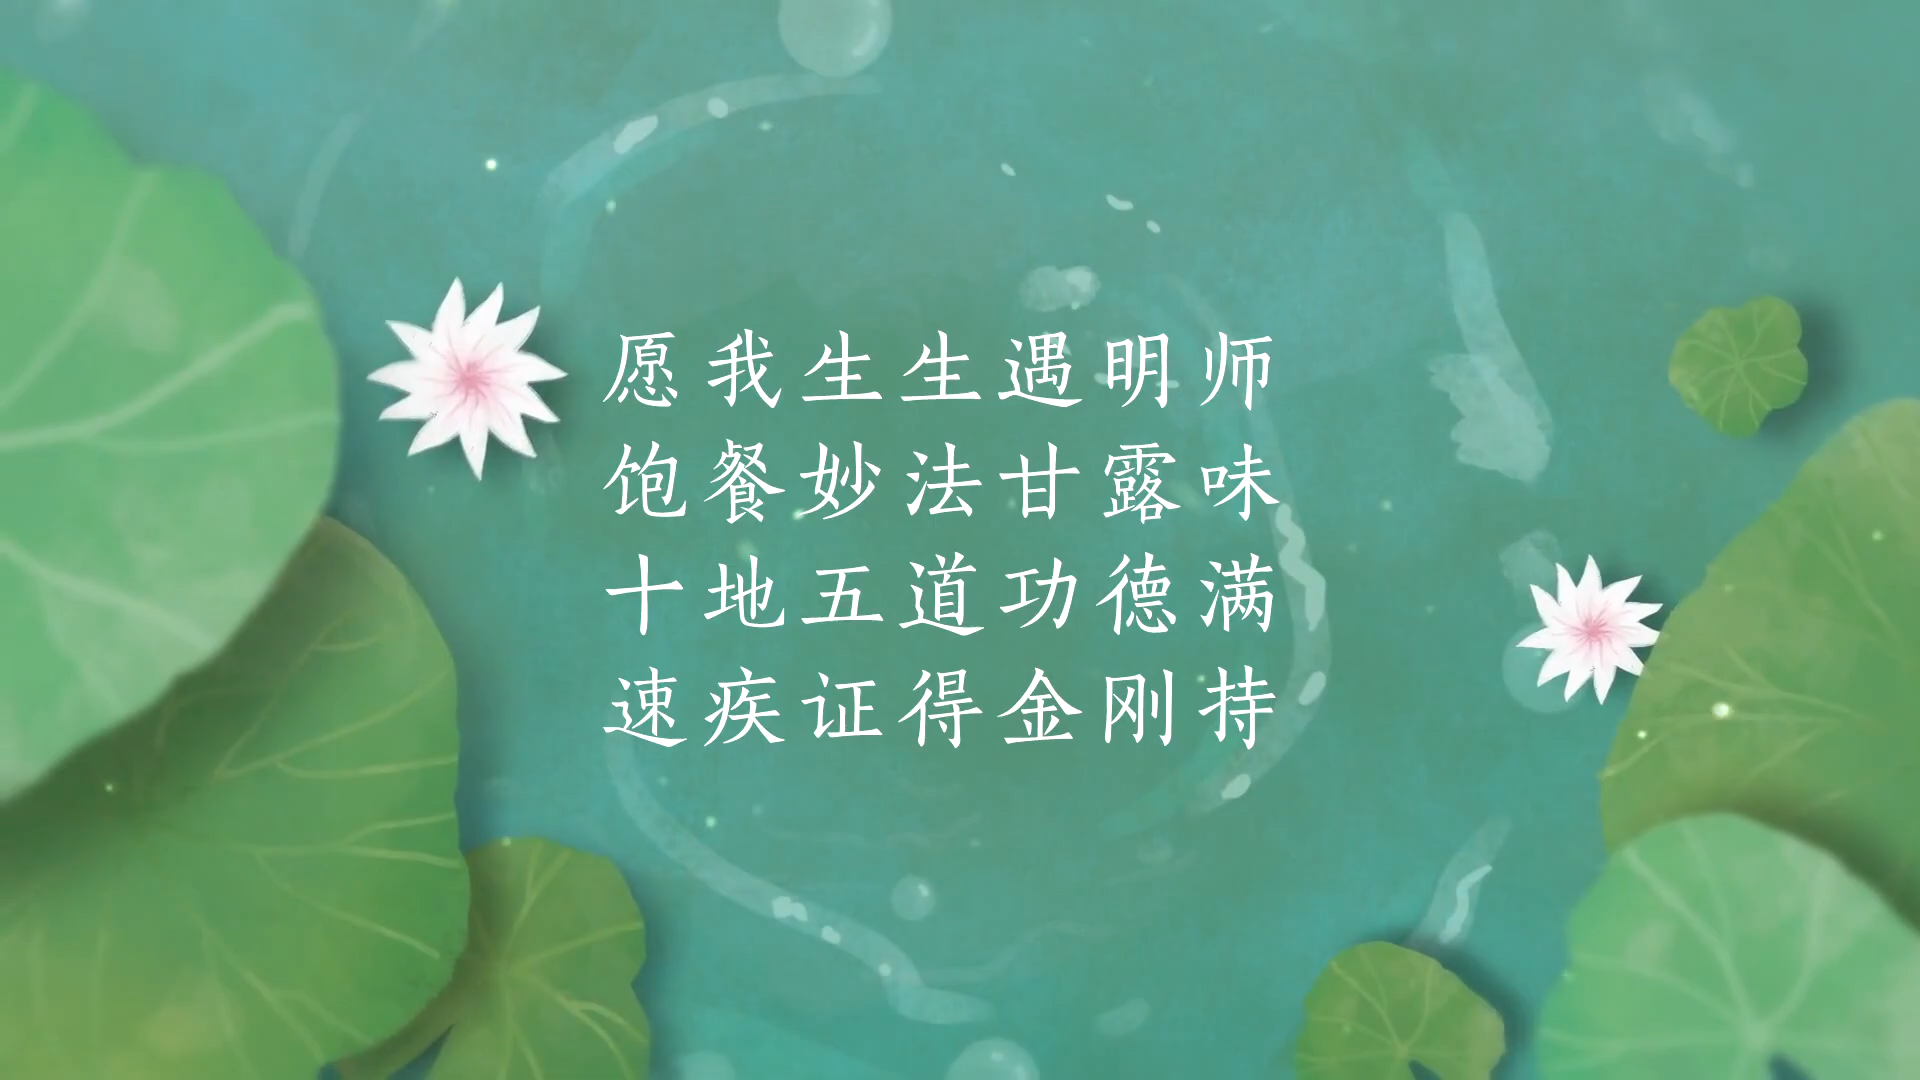 愿我生生遇明师
饱餐妙法甘露味
十地五道功德满
速疾证得金刚持